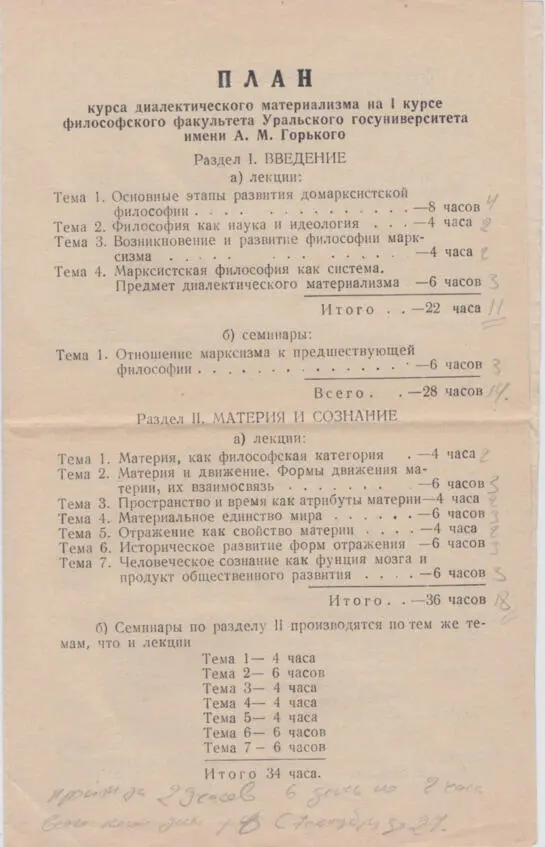 ПЛАН
курса диалектического материализма на I курсе
философского факультета Уральского госуниверситета
имени А. М. Горького
Раздел I. ВВЕДЕНИЕ
а) лекции:
Тема 1. Основные этапы развития домарксистской
философии . . . . . . . . . . . . —8 часов 4
Тема 2. Философия как наука и идеология . . . —4 часа 2
Тема 3. Возникновение и развитие философии марк-
сизма . . . . . . . . . . . —4 часа 2
Тема 4. Марксистская философия как система.
Предмет диалектического материализма —6 часов 3
Итого . . —22 часа 11
б) семинары:
Тема 1. Отношение марксизма к предшествующей
философии . . . . . . . . . . . . —6 часов 3
Всего . . —28 часов 14.
Раздел II. МАТЕРИЯ И СОЗНАНИЕ
а) лекции:
Тема 1. Материя, как философская категория . —4 часа 2
Тема 2. Материя и движение. Формы движения ма-
терии, их взаимосвязь . . . . . . . —6 часов 3
Тема 3. Пространство и время как атрибуты материи—4 часа 2
Тема 4. Материальное единство мира . . . . . —6 часов 3
Тема 5. Отражение как свойство материи . . . . —4 часа 2
Тема 6. Историческое развитие форм отражения —6 часов 3
Тема 7. Человеческое сознание как фунция мозга и
продукт общественного развития . . . . —6 часов 3
Итого . . —36 часов 18
б) Семинары по разделу II производятся по тем же те-
мам, что и лекции
Тема 1— 4 часа
Тема 2— 6 часов
Тема 3— 4 часа
Тема 4— 4 часа
Тема 5— 4 часа
Тема 6— 6 часов
Тема 7 – 6 часов
Итого 34 часа.
часов 6 по 2 часа